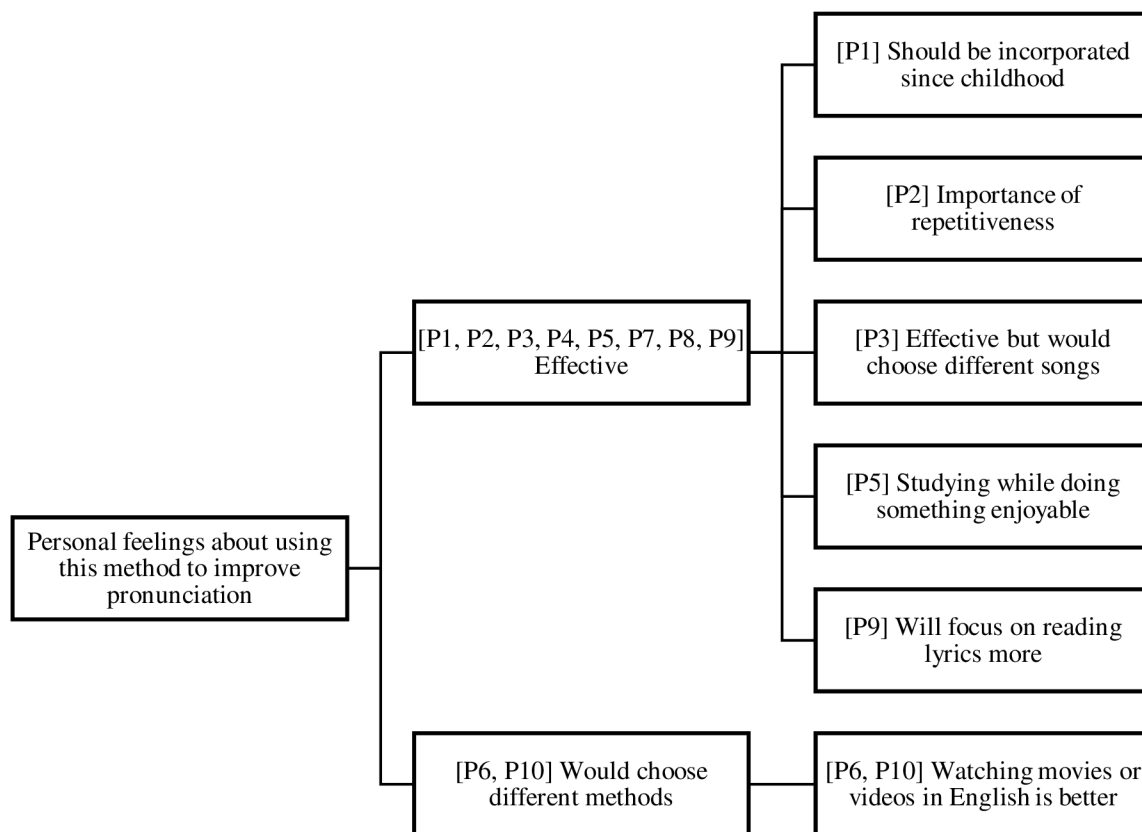 [P1] Should be incorporated
since childhood
[P2] Importance of
repetitiveness
[P1, P2, P3, P4, P5, P7, P8, P9]
Effective
[P3] Effective but would
choose different songs
[P5] Studying while doing
something enjoyable
Personal feelings about using
this method to improve
pronunciation
[P9] Will focus on reading
lyrics more
[P6, P10] Would choose
different methods
[P6, P10] Watching movies or
videos in English is better